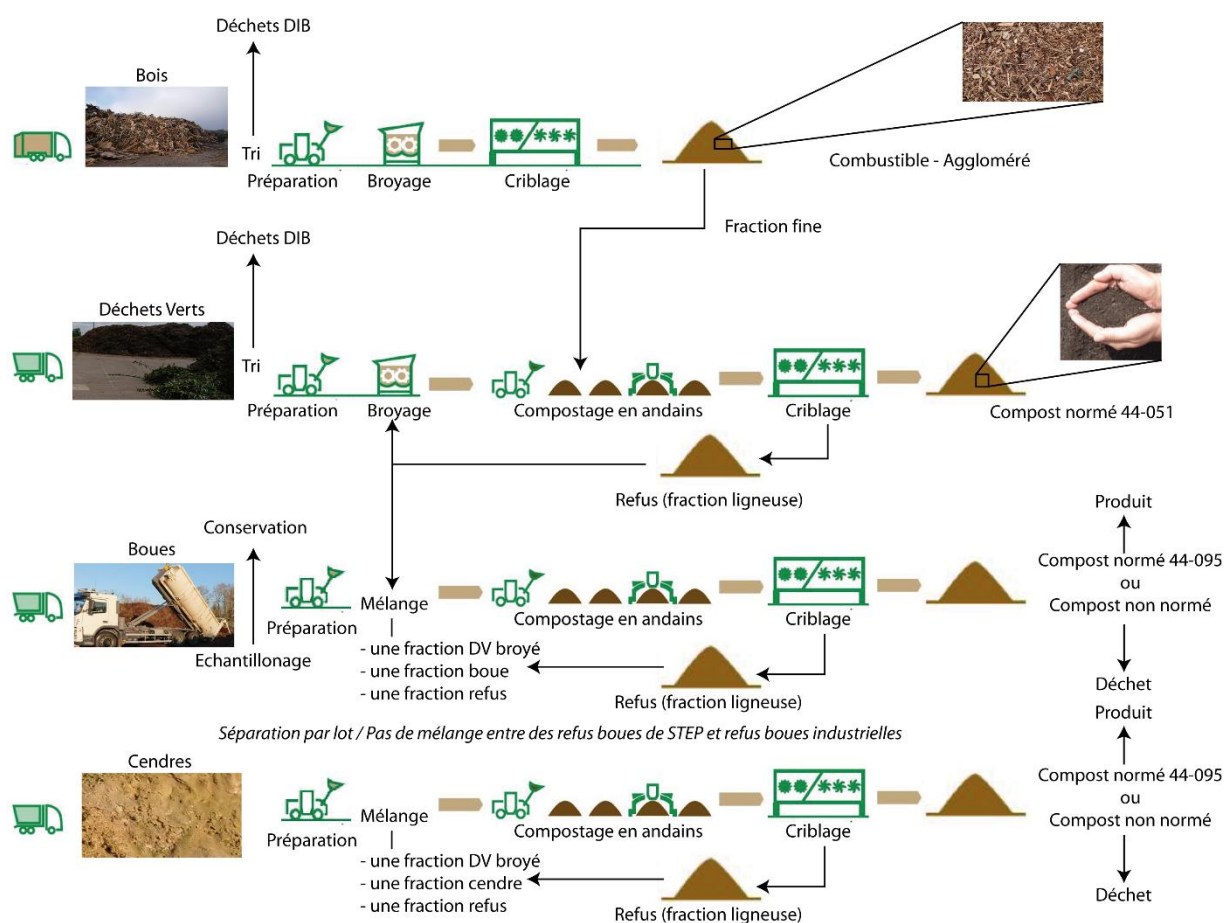 Déchets DIB
Bois
Tri
Préparation
Broyage
Criblage
Combustible - Aggloméré
Fraction fine
Déchets DIB
Déchets Verts
Tri
Préparation
Broyage
Compostage en andains
Criblage
Compost normé 44-051
Refus (fraction ligneuse)
Conservation
Boues
Echantillonage
Préparation
Mélange
- une fraction DV broyé
- une fraction boue
- une fraction refus
Compostage en andains
Criblage
Refus (fraction ligneuse)
Produit
Compost normé 44-095
ou
Compost non normé
Déchet
Séparation par lot / Pas de mélange entre des refus boues de STEP et refus boues industrielles
Cendres
Préparation
Mélange
- une fraction DV broyé
- une fraction cendre
- une fraction refus
Compostage en andains
Criblage
Refus (fraction ligneuse)
Produit
Compost normé 44-095
ou
Compost non normé
Déchet